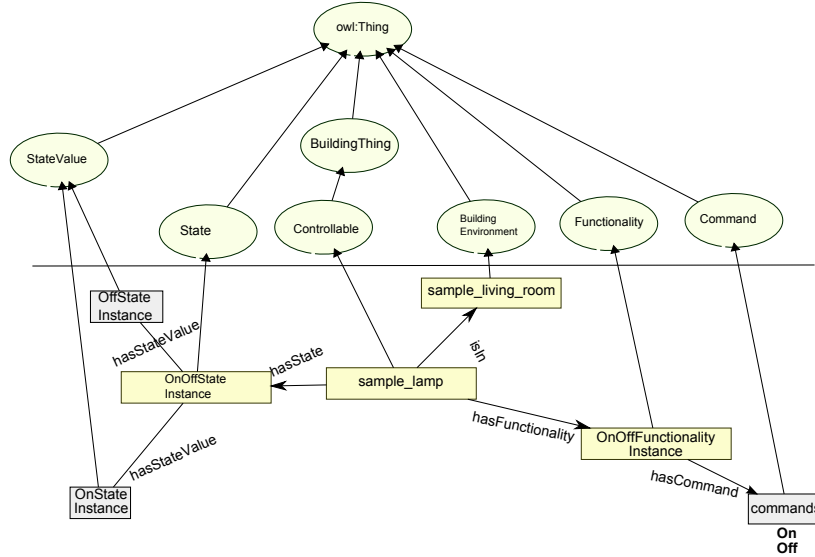 owl:Thing
BuildingThing
StateValue
State
Controllable
Building
Environment
Functionality
Command
OffState
Instance
sample_living_room
hasStateValue
hasState
isIn
OnOffState
Instance
sample_lamp
hasFunctionality
OnOffFunctionality
Instance
hasStateValue
hasCommand
OnState
Instance
commands
On
Off